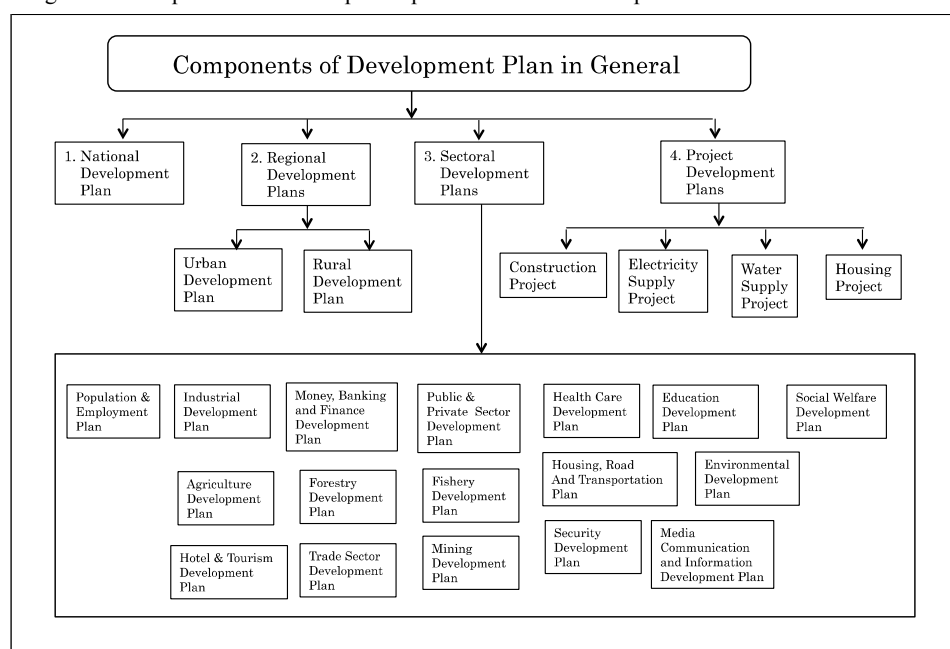 Components of Development Plan in General
1. National
Development
Plan
2. Regional
Development
Plans
3. Sectoral
Development
Plans
4. Project
Development
Plans
Urban
Development
Plan
Rural
Development
Plan
Construction
Project
Electricity
Supply
Project
Water
Supply
Project
Housing
Project
Population &
Employment
Plan
Industrial
Development
Plan
Money, Banking
and Finance
Development
Plan
Public &
Private Sector
Development
Plan
Health Care
Development
Plan
Education
Development
Plan
Social Welfare
Development
Plan
Agriculture
Development
Plan
Forestry
Development
Plan
Fishery
Development
Plan
Housing, Road
And Transportation
Plan
Environmental
Development
Plan
Hotel & Tourism
Development
Plan
Trade Sector
Development
Plan
Mining
Development
Plan
Security
Development
Plan
Media
Communication
and Information
Development Plan